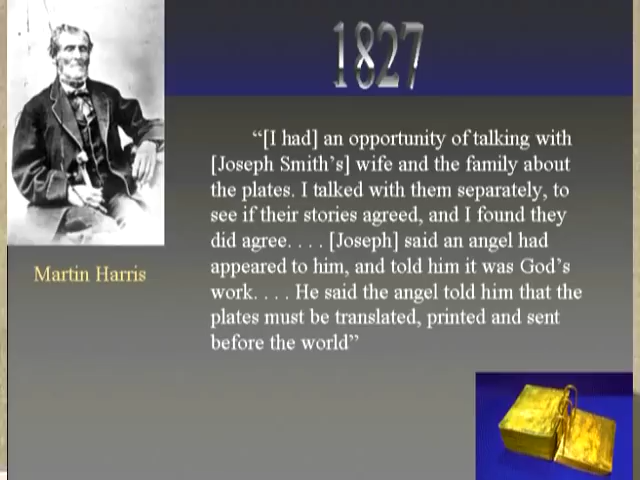 1827
“[I had] an opportunity of talking with
[Joseph Smith’s] wife and the family about
the plates. I talked with them separately, to
see if their stories agreed, and I found they
did agree. . . . [Joseph] said an angel had
appeared to him, and told him it was God’s
work. . . . He said the angel told him that the
plates must be translated, printed and sent
before the world”
Martin Harris